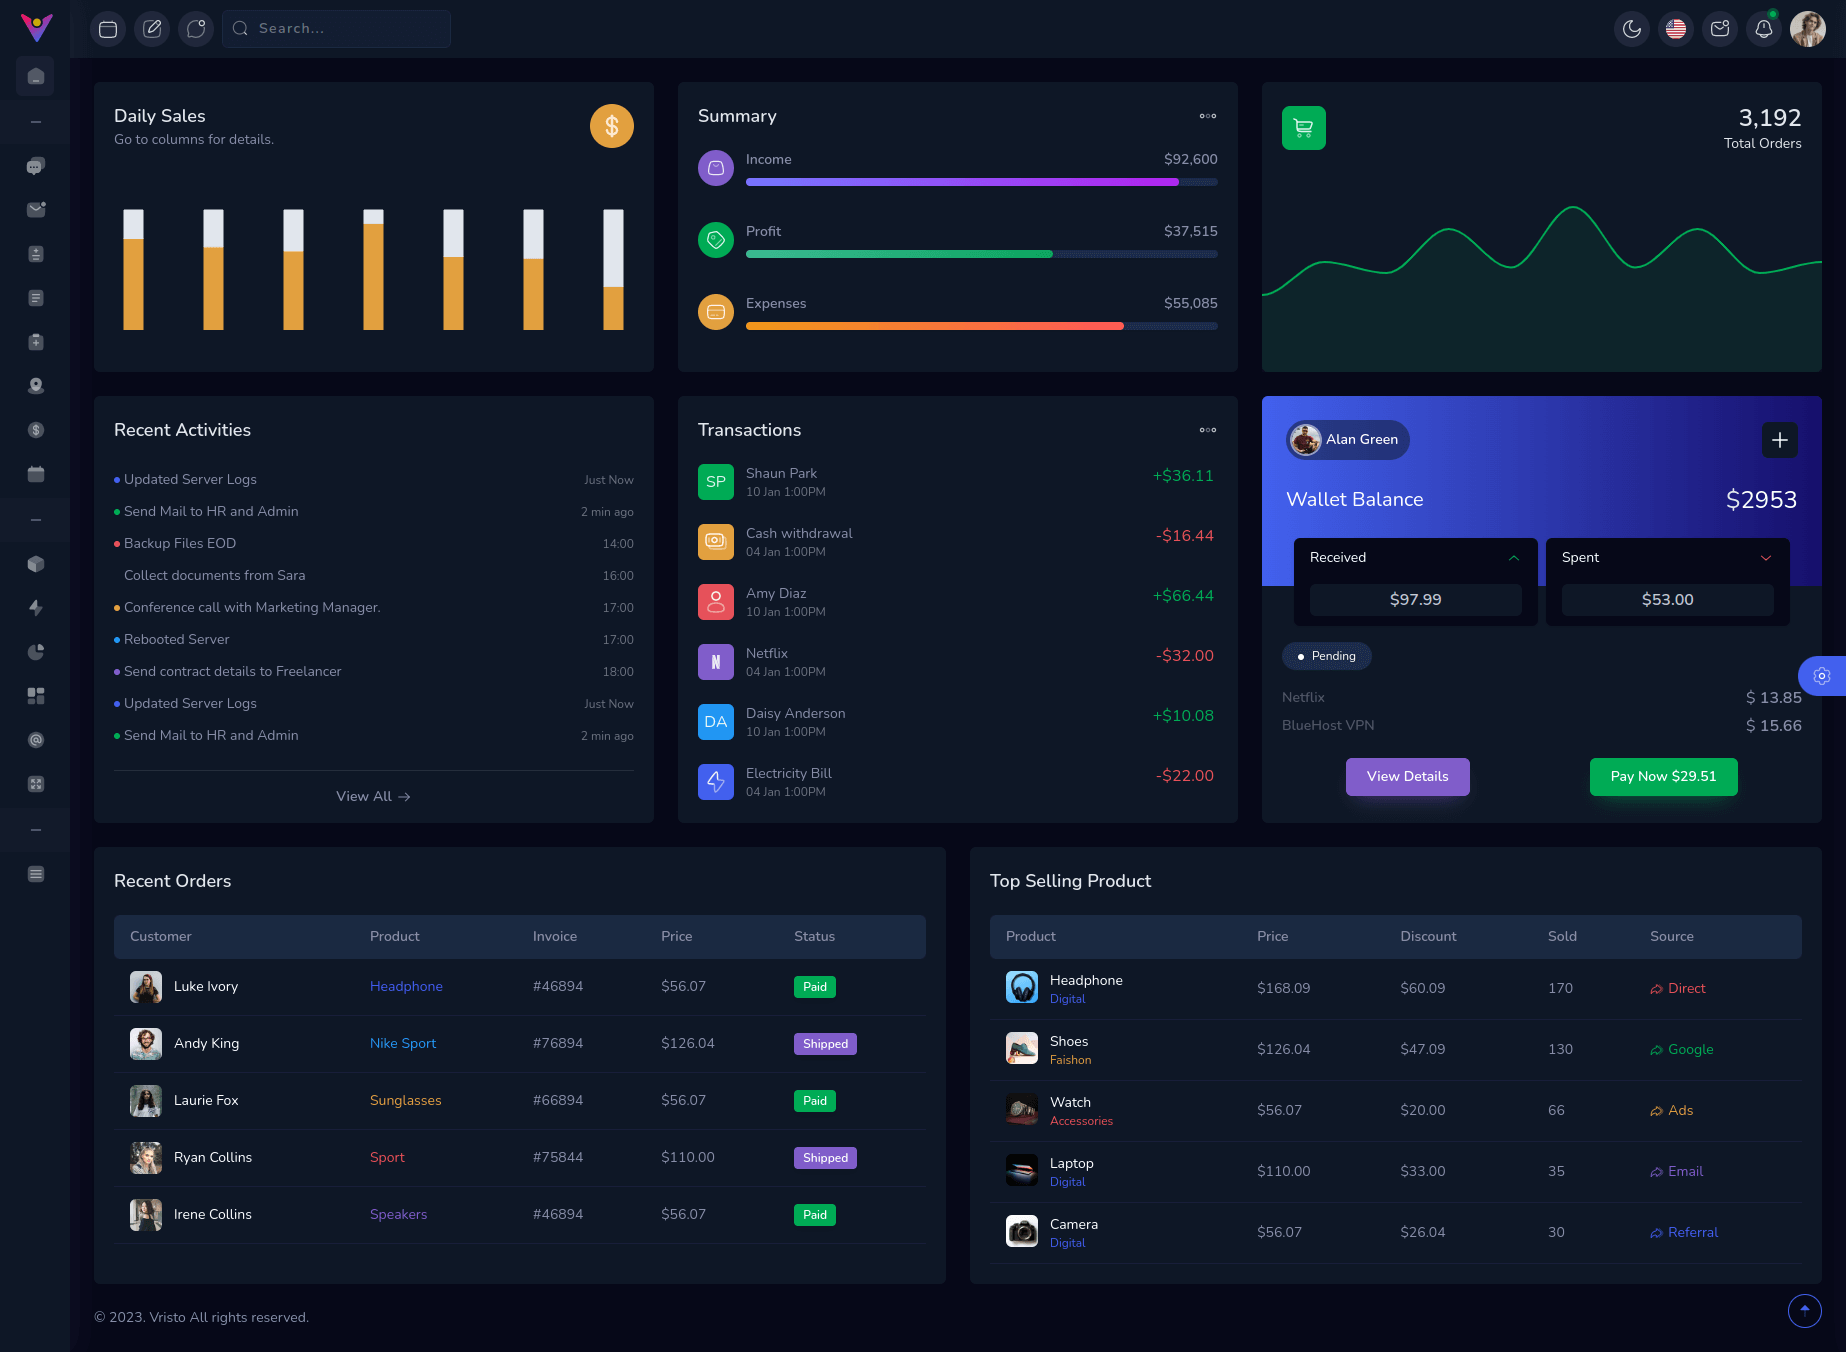 Search...
Daily Sales
Go to columns for details.
$
Summary
Income $92,600
Profit $37,515
Expenses $55,085
3,192
Total Orders
Recent Activities
Updated Server Logs Just Now
Send Mail to HR and Admin 2 min ago
Backup Files EOD 14:00
Collect documents from Sara 16:00
Conference call with Marketing Manager. 17:00
Rebooted Server 17:00
Send contract details to Freelancer 18:00
Updated Server Logs Just Now
Send Mail to HR and Admin 2 min ago
View All
Transactions
SP Shaun Park +$36.11
10 Jan 1:00PM
Cash withdrawal -$16.44
04 Jan 1:00PM
Amy Diaz +$66.44
10 Jan 1:00PM
N Netflix -$32.00
04 Jan 1:00PM
DA Daisy Anderson +$10.08
10 Jan 1:00PM
Electricity Bill -$22.00
04 Jan 1:00PM
Alan Green
Wallet Balance $2953
Received Spent
$97.99 $53.00
Pending
Netflix $ 13.85
BlueHost VPN $ 15.66
View Details Pay Now $29.51
Recent Orders
Customer Product Invoice Price Status
Luke Ivory Headphone #46894 $56.07 Paid
Andy King Nike Sport #76894 $126.04 Shipped
Laurie Fox Sunglasses #66894 $56.07 Paid
Ryan Collins Sport #75844 $110.00 Shipped
Irene Collins Speakers #46894 $56.07 Paid
Top Selling Product
Product Price Discount Sold Source
Headphone $168.09 $60.09 170 Direct
Digital
Shoes $126.04 $47.09 130 Google
Faishon
Watch $56.07 $20.00 66 Ads
Accessories
Laptop $110.00 $33.00 35 Email
Digital
Camera $56.07 $26.04 30 Referral
Digital
© 2023. Vristo All rights reserved.